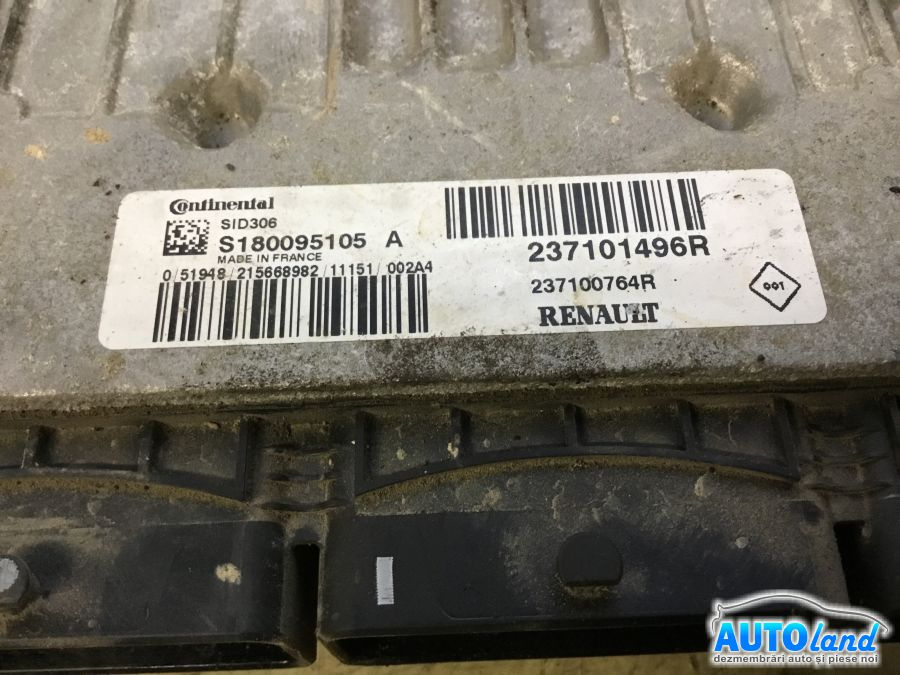 Continental
SID306
S180095105 A
MADE IN FRANCE
0/51948/215668982/11151/002A4
237101496R
237100764R
RENAULT
001
AUTOland
dezmembrări auto și piese noi